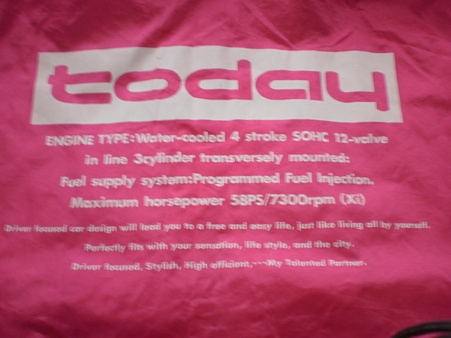 today
ENGINE TYPE:Water-cooled 4 stroke SOHC 12-valve
in line 3cylinder transversely mounted:
Fuel supply system:Programmed Fuel Injection.
Maximum horsepower 58PS/7300rpm (Xi)
Driver focused car design will lead you to a free and easy life, just like living all by yourself.
Perfectly fits with your sensation, life style, and the city.
Driver focused, Stylish, High efficient,---My Talented Partner.